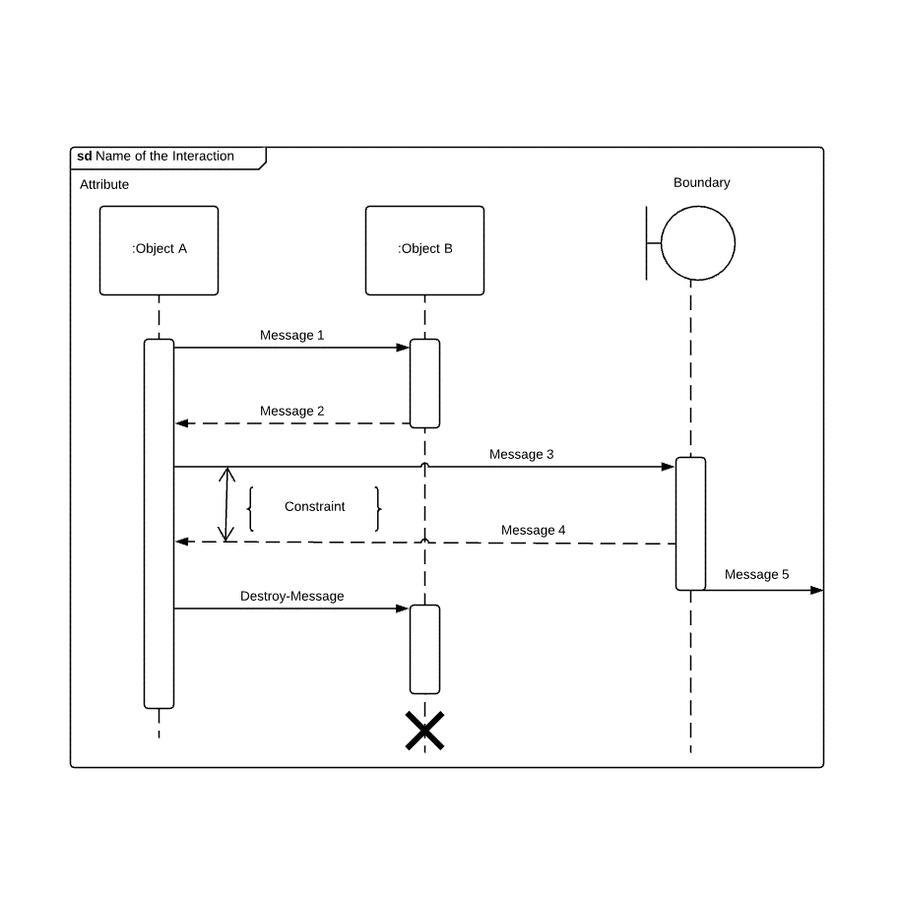 sd Name of the Interaction
Attribute
Boundary
:Object A
:Object B
Message 1
Message 2
Message 3
{ Constraint }
Message 4
Message 5
Destroy-Message